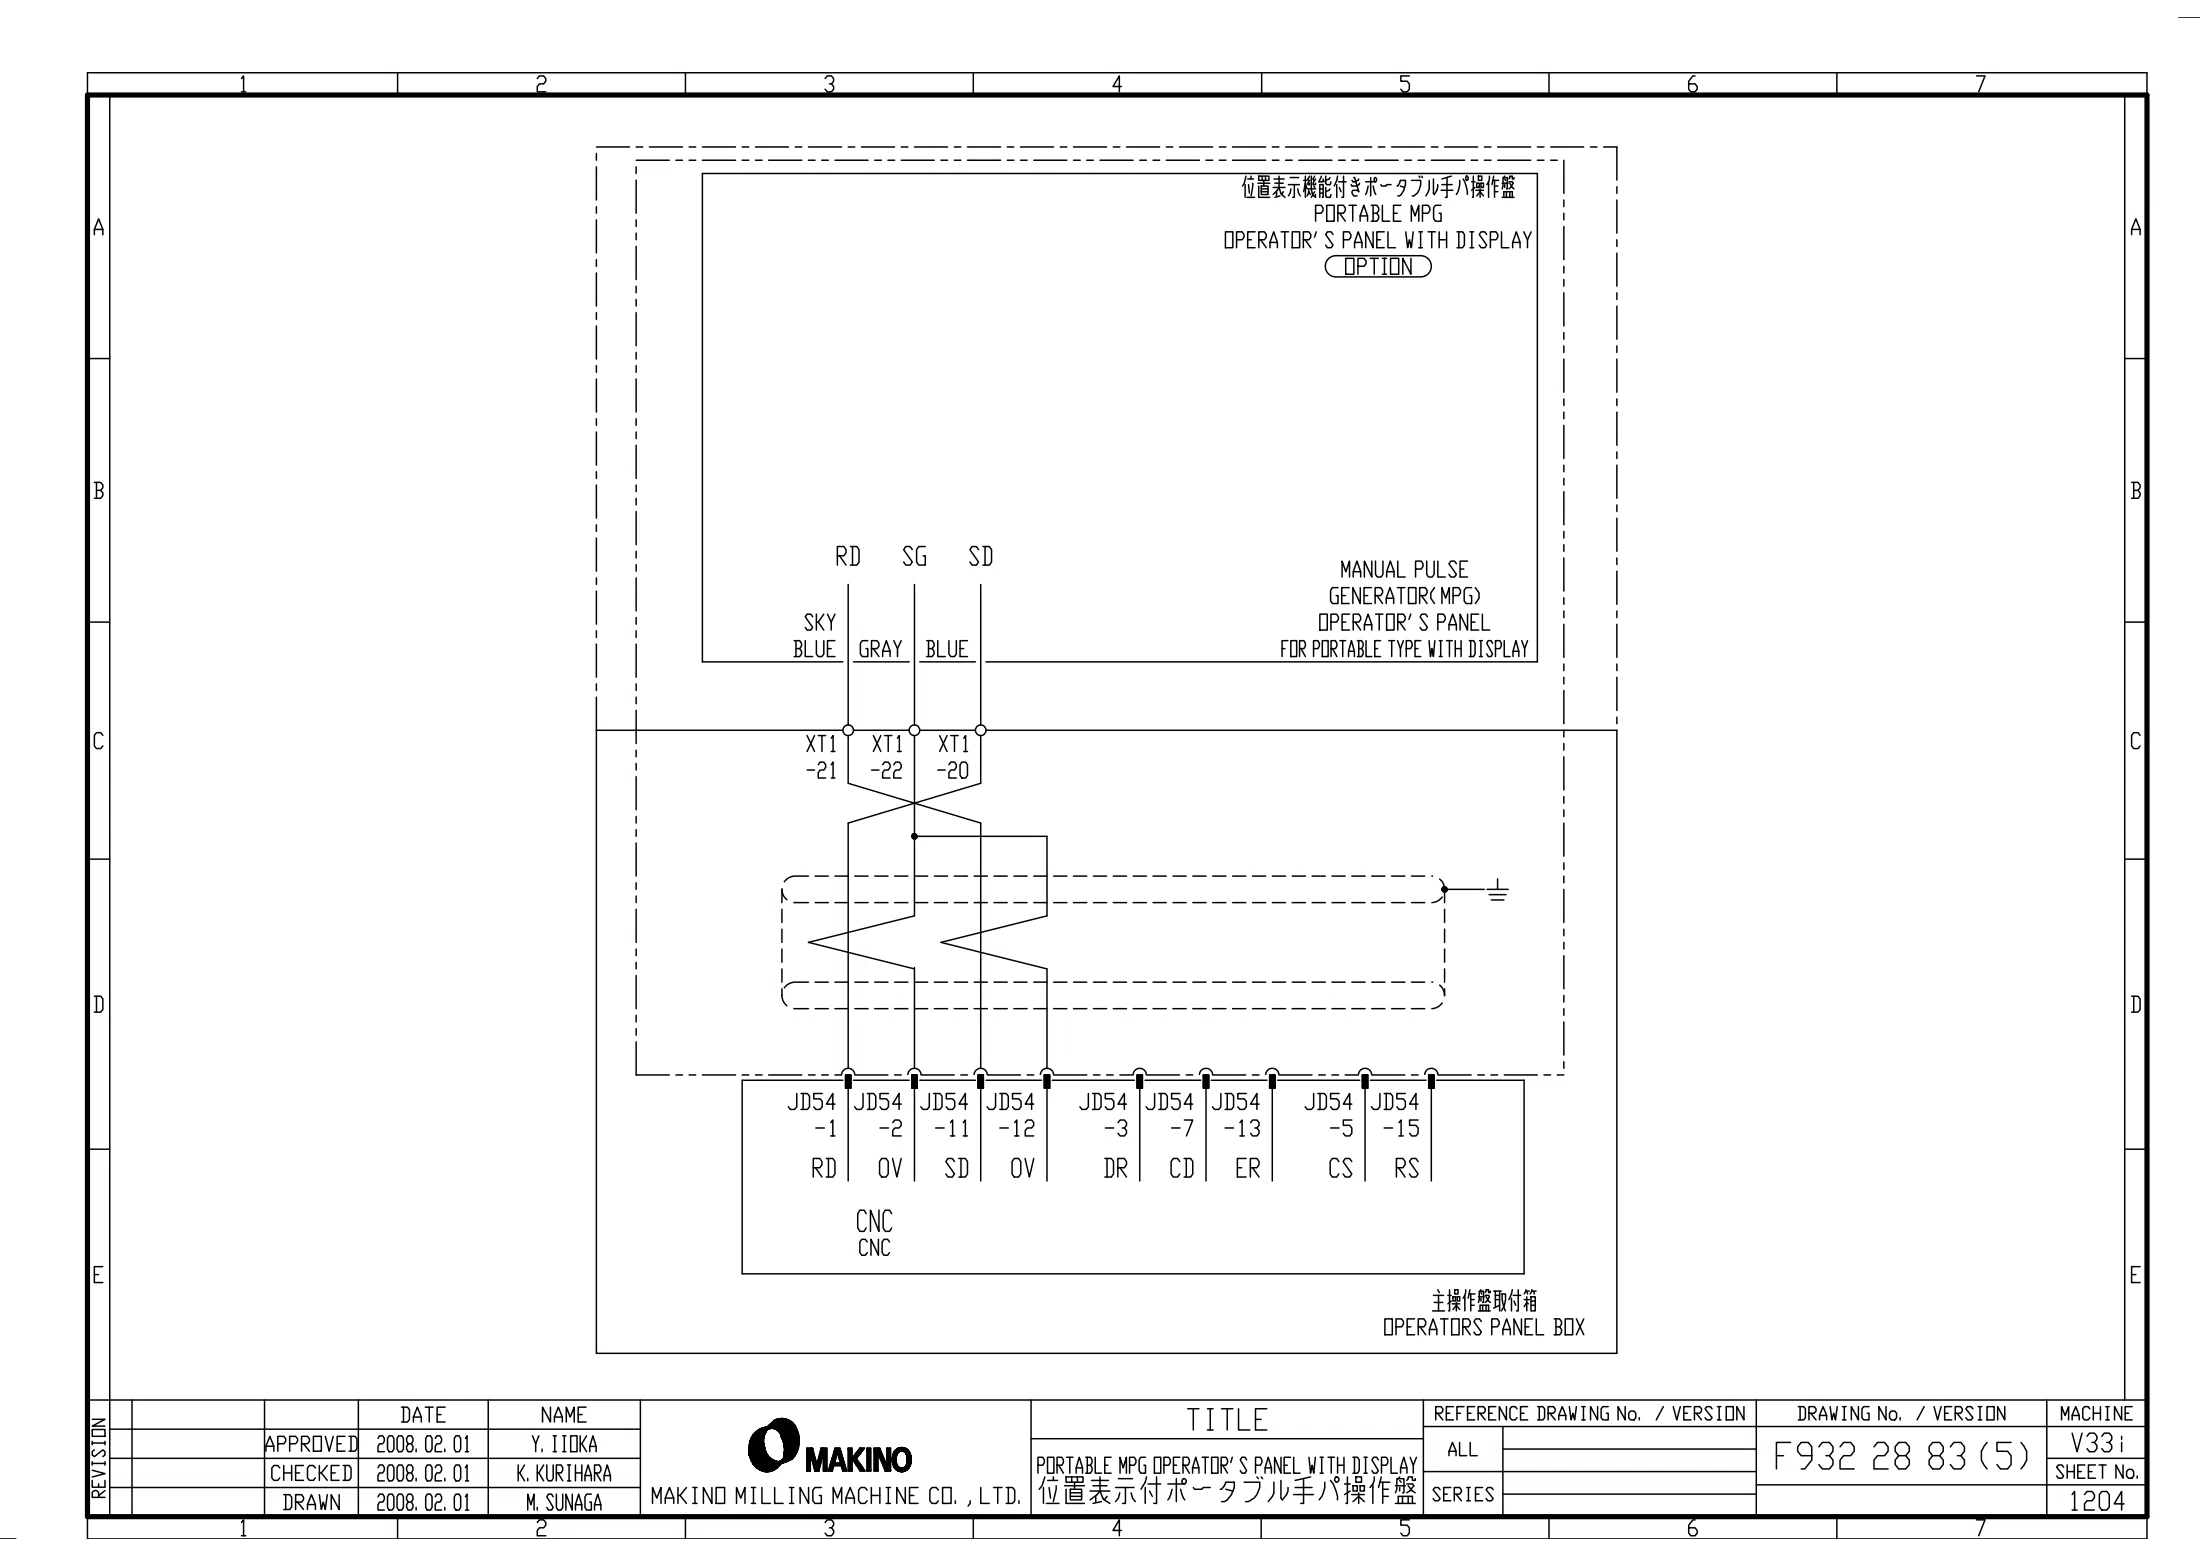 1 2 3 4 5 6 7
A A
B B
C C
D D
E E
位置表示機能付きポータブル手パ操作盤
PORTABLE MPG
OPERATOR'S PANEL WITH DISPLAY
OPTION
RD SG SD
MANUAL PULSE
GENERATOR(MPG)
OPERATOR'S PANEL
FOR PORTABLE TYPE WITH DISPLAY
SKY
BLUE GRAY BLUE
XT1 XT1 XT1
-21 -22 -20
JD54 JD54 JD54 JD54 JD54 JD54 JD54 JD54 JD54
-1 -2 -11 -12 -3 -7 -13 -5 -15
RD 0V SD 0V DR CD ER CS RS
CNC
CNC
主操作盤取付箱
OPERATORS PANEL BOX
REVISION
DATE NAME
APPROVED 2008.02.01 Y. IIOKA
CHECKED 2008.02.01 K. KURIHARA
DRAWN 2008.02.01 M. SUNAGA
MAKINO
MAKINO MILLING MACHINE CO.,LTD.
TITLE
PORTABLE MPG OPERATOR'S PANEL WITH DISPLAY
位置表示付ポータブル手パ操作盤
REFERENCE DRAWING No. / VERSION
ALL
SERIES
DRAWING No. / VERSION
F932 28 83(5)
MACHINE
V33i
SHEET No.
1204
1 2 3 4 5 6 7